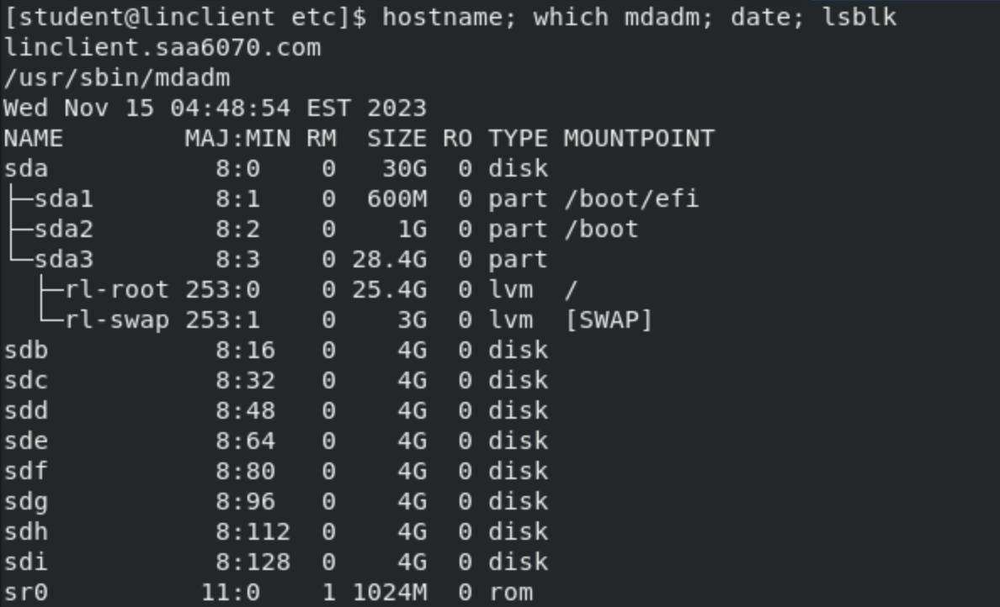 [student@linclient etc]$ hostname; which mdadm; date; lsblk
linclient.saa6070.com
/usr/sbin/mdadm
Wed Nov 15 04:48:54 EST 2023
NAME        MAJ:MIN RM  SIZE RO TYPE MOUNTPOINT
sda           8:0    0   30G  0 disk
├─sda1        8:1    0  600M  0 part /boot/efi
├─sda2        8:2    0    1G  0 part /boot
└─sda3        8:3    0 28.4G  0 part
  ├─rl-root 253:0    0 25.4G  0 lvm  /
  └─rl-swap 253:1    0    3G  0 lvm  [SWAP]
sdb           8:16   0    4G  0 disk
sdc           8:32   0    4G  0 disk
sdd           8:48   0    4G  0 disk
sde           8:64   0    4G  0 disk
sdf           8:80   0    4G  0 disk
sdg           8:96   0    4G  0 disk
sdh           8:112  0    4G  0 disk
sdi           8:128  0    4G  0 disk
sr0          11:0    1 1024M  0 rom